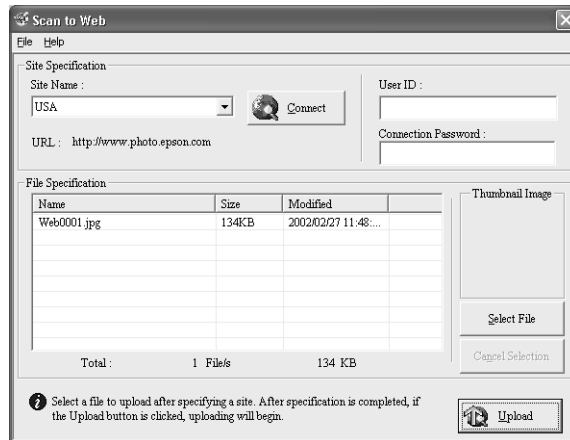 Scan to Web
File Help
Site Specification
Site Name :
USA
Connect
URL : http://www.photo.epson.com
User ID :
Connection Password :
File Specification
Name Size Modified
Web0001.jpg 134KB 2002/02/27 11:48:...
Total : 1 File/s 134 KB
Thumbnail Image
Select File
Cancel Selection
Select a file to upload after specifying a site. After specification is completed, if
the Upload button is clicked, uploading will begin.
Upload